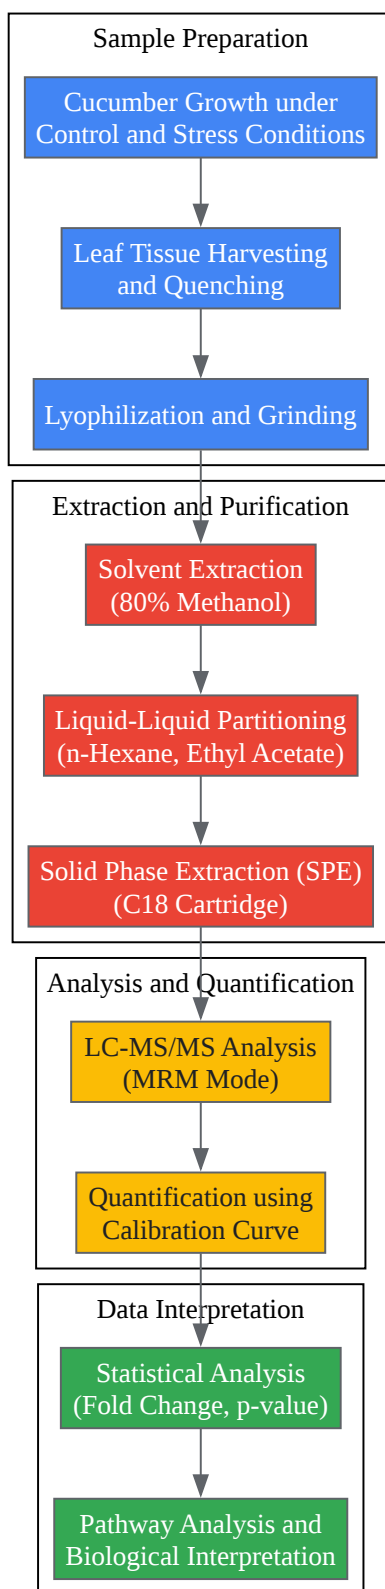 Sample Preparation
Cucumber Growth under
Control and Stress Conditions
Leaf Tissue Harvesting
and Quenching
Lyophilization and Grinding
Extraction and Purification
Solvent Extraction
(80% Methanol)
Liquid-Liquid Partitioning
(n-Hexane, Ethyl Acetate)
Solid Phase Extraction (SPE)
(C18 Cartridge)
Analysis and Quantification
LC-MS/MS Analysis
(MRM Mode)
Quantification using
Calibration Curve
Data Interpretation
Statistical Analysis
(Fold Change, p-value)
Pathway Analysis and
Biological Interpretation